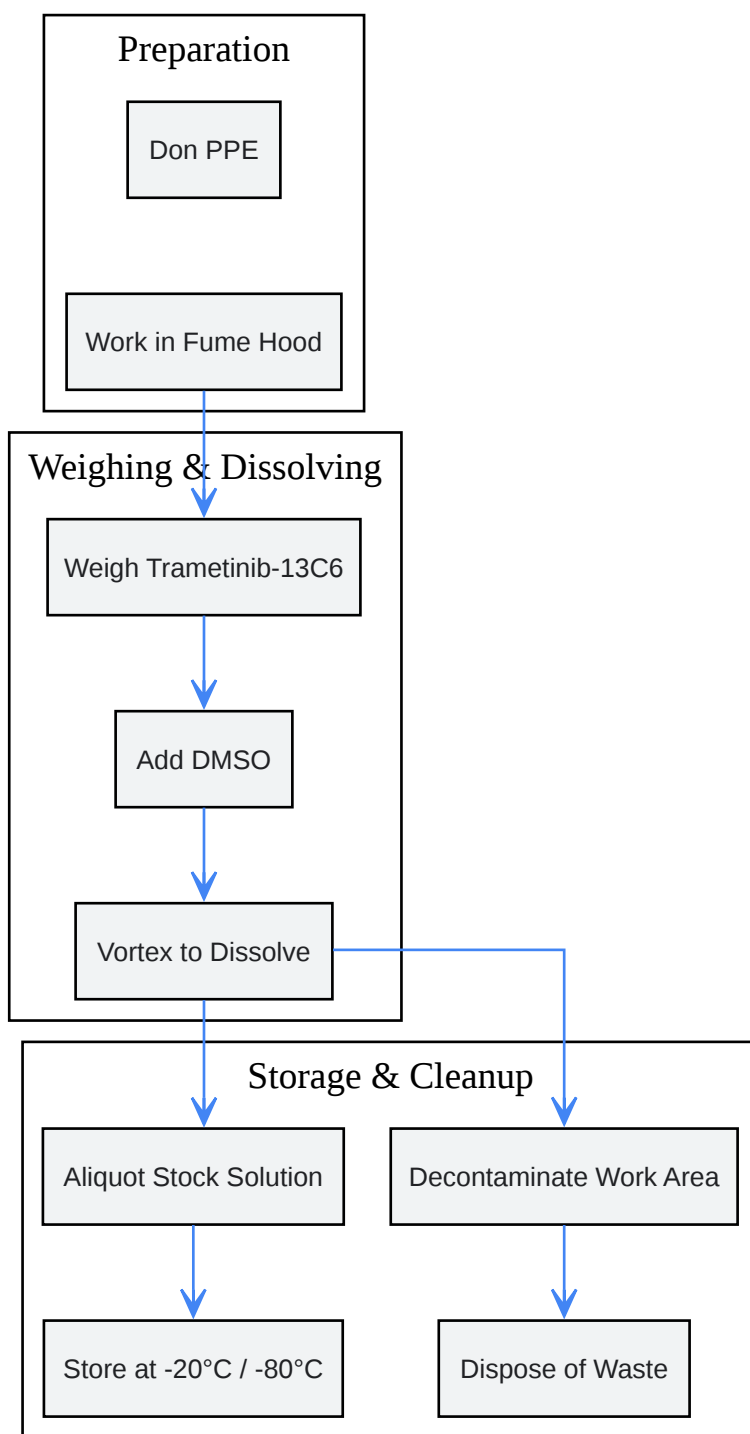 Preparation
Don PPE
Work in Fume Hood
Weighing & Dissolving
Weigh Trametinib-13C6
Add DMSO
Vortex to Dissolve
Storage & Cleanup
Aliquot Stock Solution
Decontaminate Work Area
Store at -20°C / -80°C
Dispose of Waste